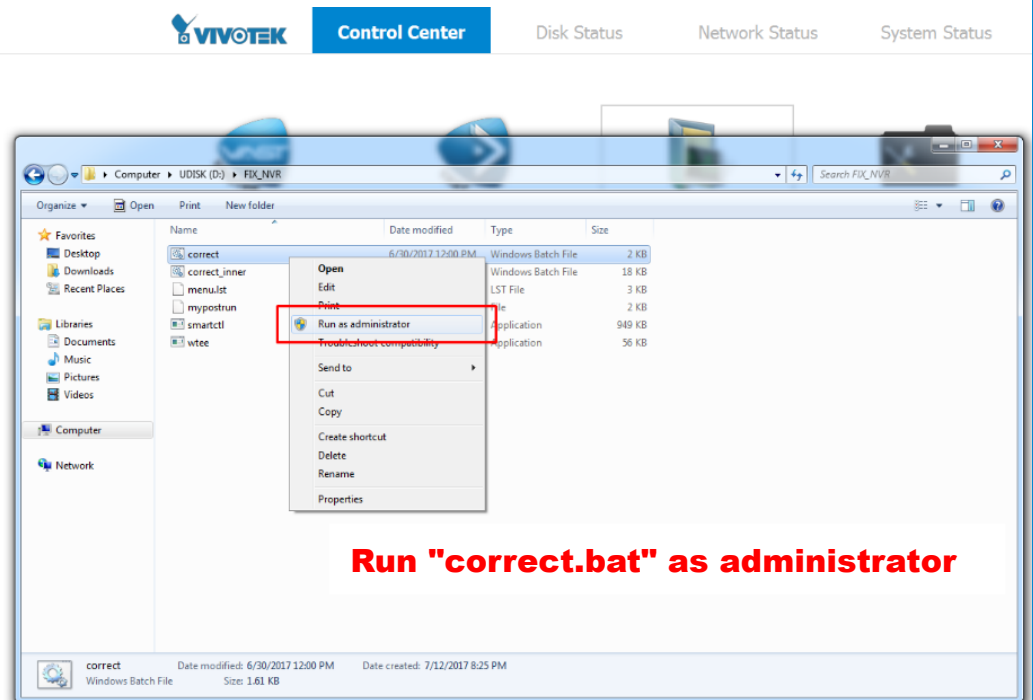 VIVOTEK Control Center Disk Status Network Status System Status
Computer UDISK (D:) FIX_NVR Search FIX_NVR
Organize Open Print New folder
Name Date modified Type Size
Favorites
Desktop
Downloads
Recent Places
Libraries
Documents
Music
Pictures
Videos
Computer
Network
correct 6/30/2017 12:00 PM Windows Batch File 2 KB
correct_inner Windows Batch File 18 KB
menu.lst LST File 3 KB
mypostrun File 2 KB
smartctl Application 949 KB
wtee Application 56 KB
Open
Edit
Print
Run as administrator
Troubleshoot compatibility
Send to
Cut
Copy
Create shortcut
Delete
Rename
Properties
Run "correct.bat" as administrator
correct Date modified: 6/30/2017 12:00 PM Date created: 7/12/2017 8:25 PM
Windows Batch File Size: 1.61 KB